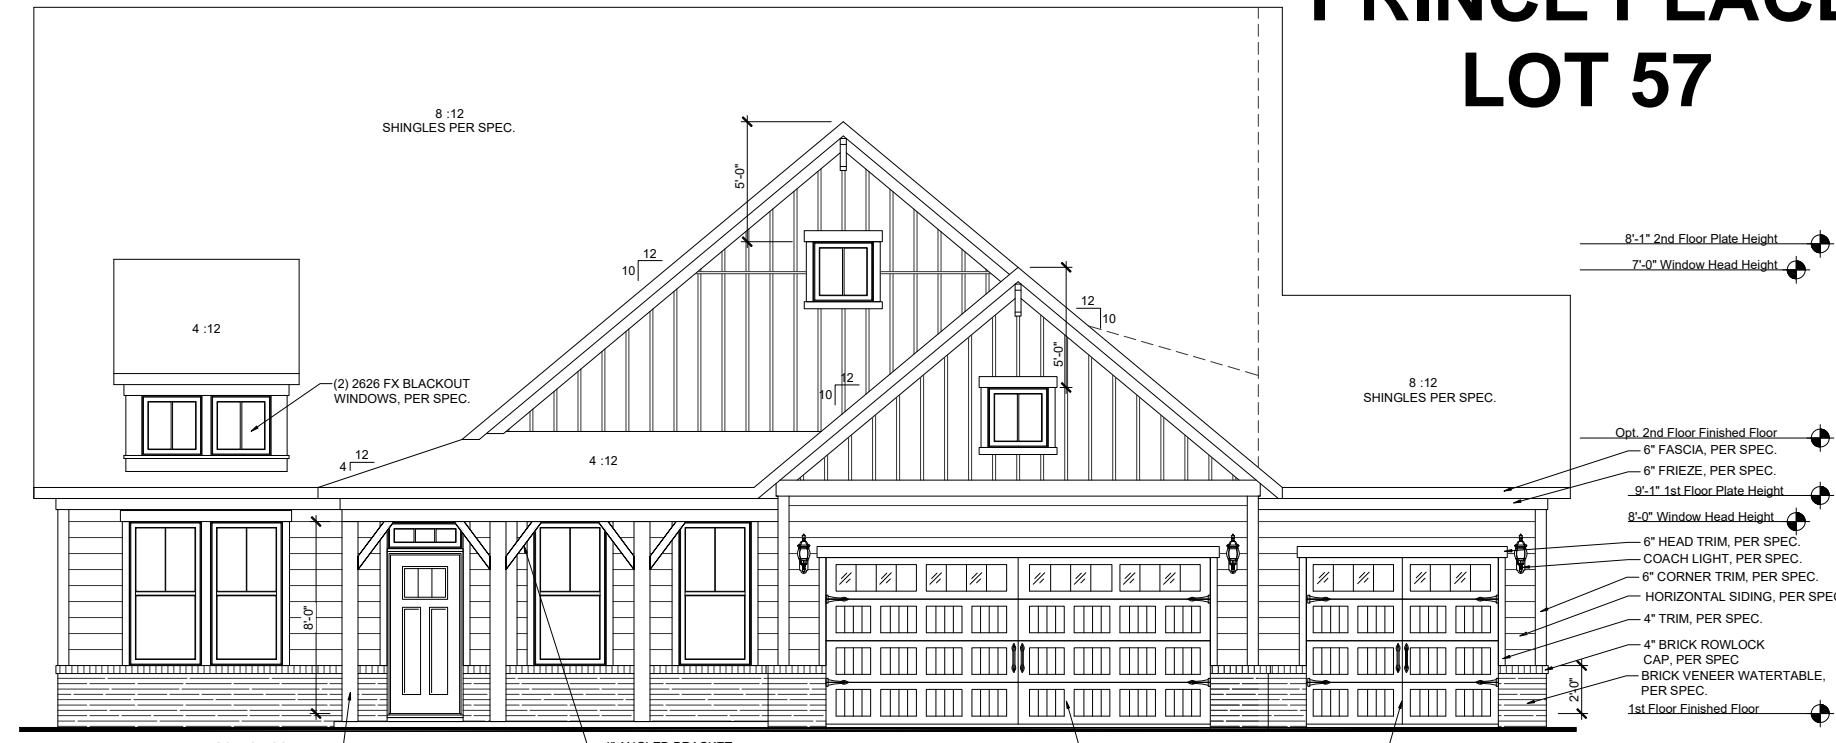 PRINCE PLACE
LOT 57
8 :12
SHINGLES PER SPEC.
5'-0"
12
10
8'-1" 2nd Floor Plate Height
7'-0" Window Head Height
4 :12
12
10
5'-0"
(2) 2626 FX BLACKOUT
WINDOWS, PER SPEC.
12
10
8 :12
SHINGLES PER SPEC.
12
4
4 :12
Opt. 2nd Floor Finished Floor
6" FASCIA, PER SPEC.
6" FRIEZE, PER SPEC.
9'-1" 1st Floor Plate Height
8'-0" Window Head Height
6" HEAD TRIM, PER SPEC.
COACH LIGHT, PER SPEC.
6" CORNER TRIM, PER SPEC.
HORIZONTAL SIDING, PER SPEC
8'-0"
4" TRIM, PER SPEC.
4" BRICK ROWLOCK
CAP, PER SPEC
BRICK VENEER WATERTABLE,
PER SPEC.
2'-0"
1st Floor Finished Floor
ANGLED BRACKET